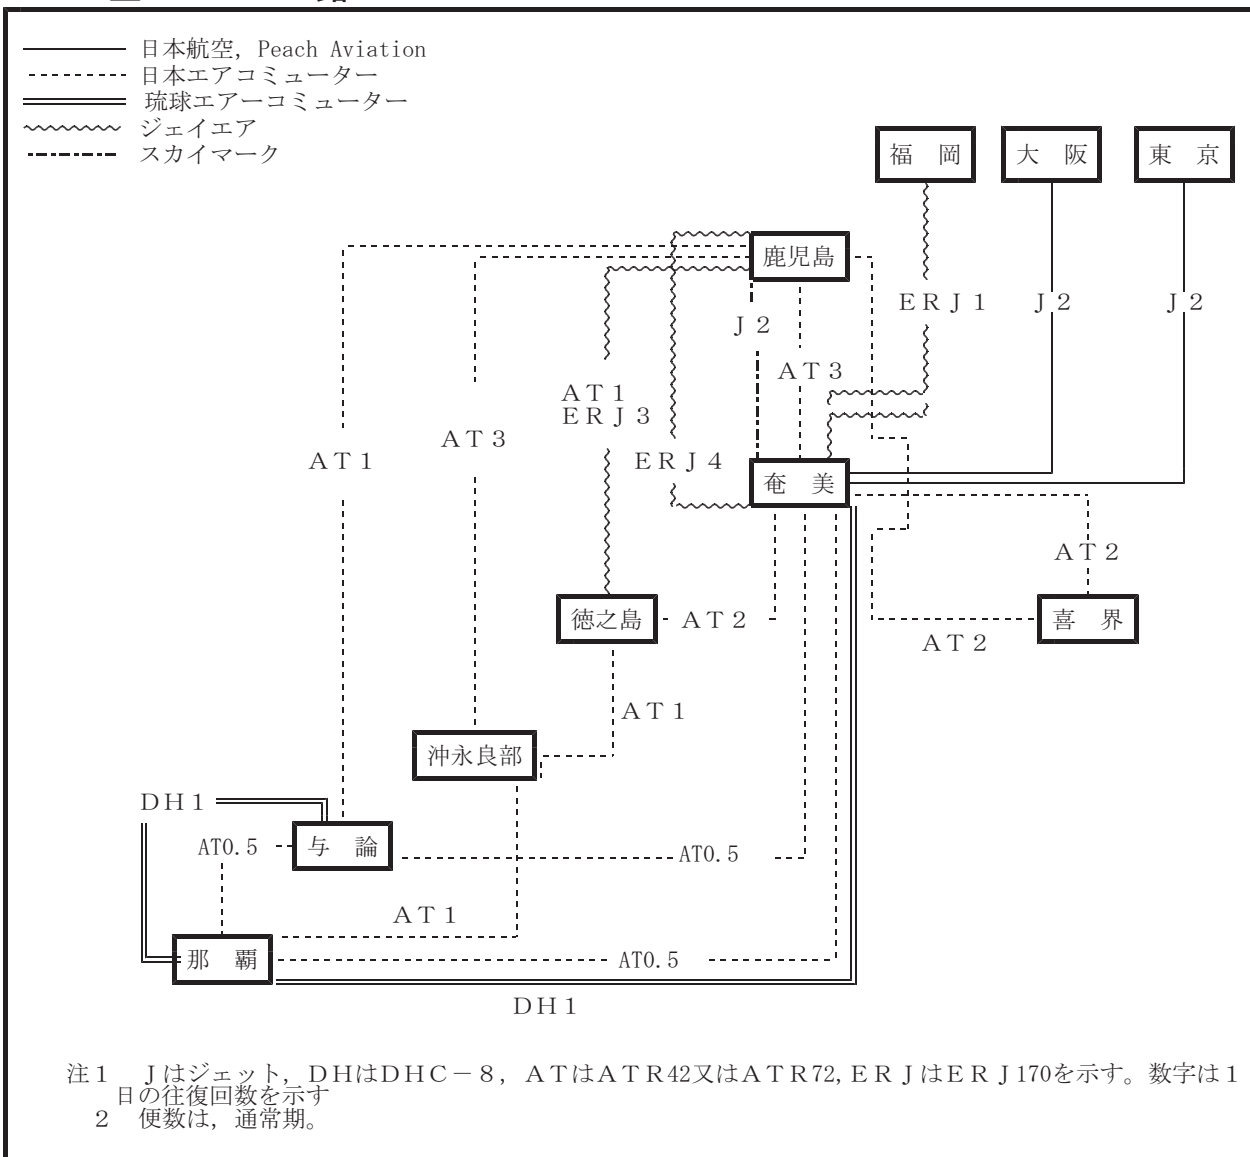 日本航空，Peach Aviation
日本エアコミューター
琉球エアーコミューター
ジェイエア
スカイマーク
福　岡
大　阪
東　京
鹿児島
ＥＲＪ１
Ｊ２
Ｊ２
Ｊ２
ＡＴ３
ＡＴ１
ＥＲＪ３
ＡＴ３
ＡＴ１
ＥＲＪ４
奄　美
ＡＴ２
徳之島
ＡＴ２
喜　界
ＡＴ２
ＡＴ１
沖永良部
ＤＨ１
AT0.5
与　論
AT0.5
ＡＴ１
那　覇
AT0.5
ＤＨ１
注１　Ｊはジェット，ＤＨはＤＨＣ－８，ＡＴはＡＴＲ42又はＡＴＲ72,ＥＲＪはＥＲＪ170を示す。数字は１
日の往復回数を示す
２　便数は，通常期。